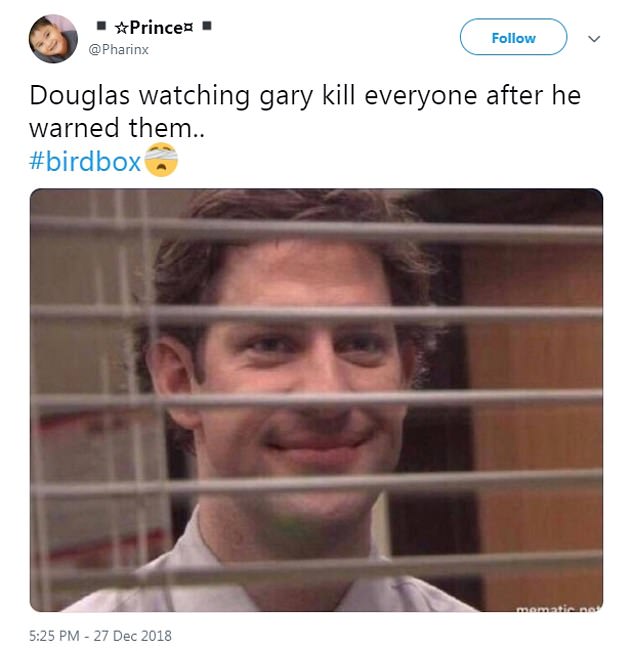 ▪ ☆Prince¤ ▪
@Pharinx
Follow
Douglas watching gary kill everyone after he
warned them..
#birdbox🤕
mematic.net
5:25 PM - 27 Dec 2018